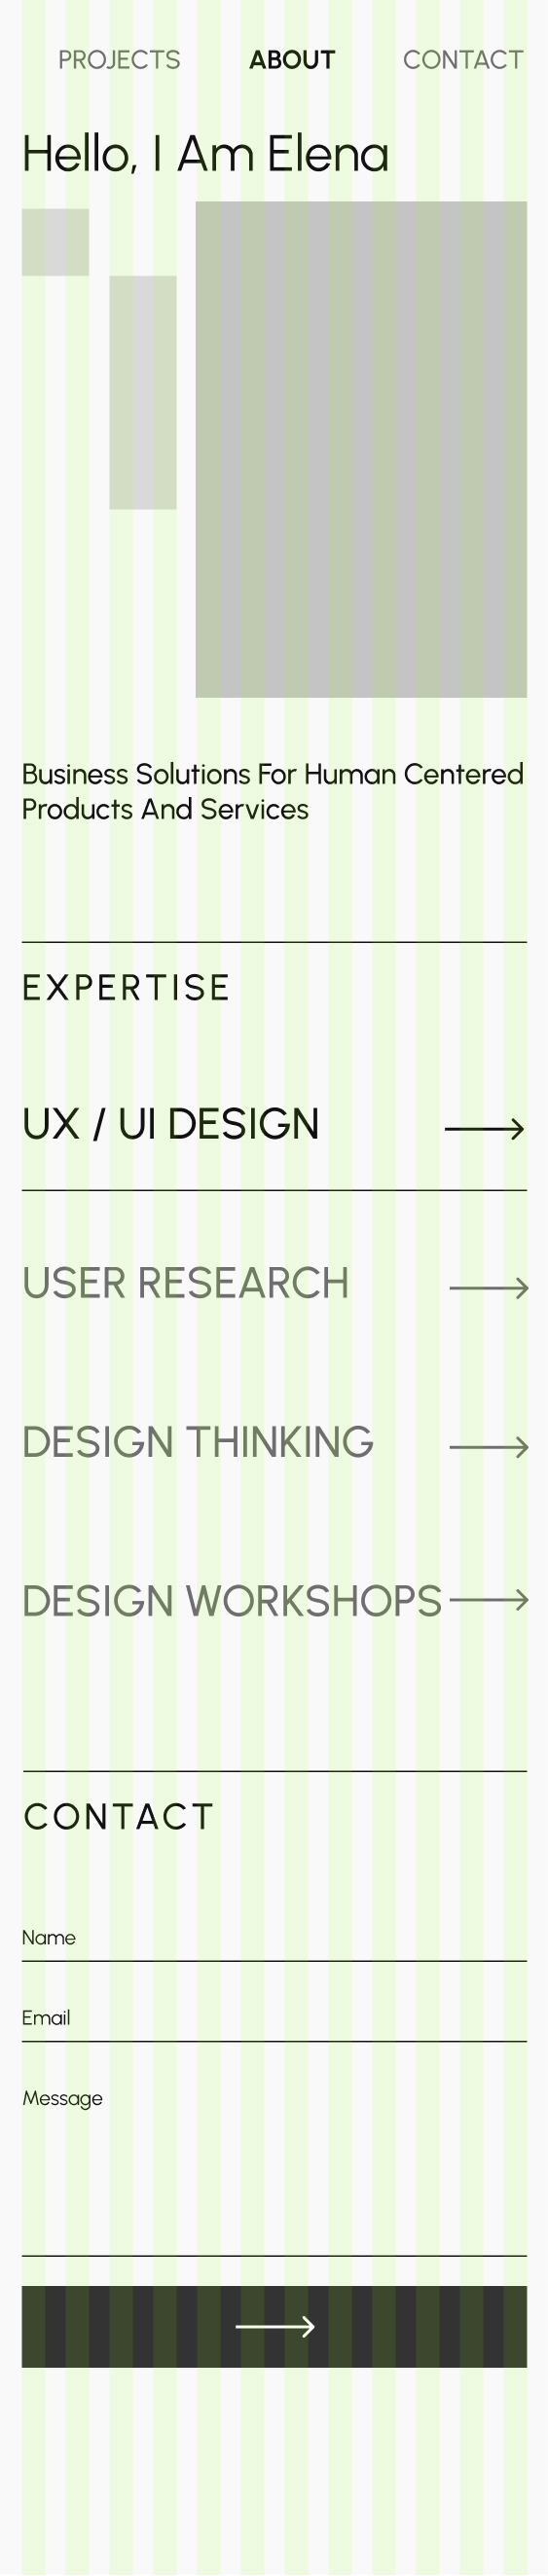 PROJECTS ABOUT CONTACT
Hello, I Am Elena
Business Solutions For Human Centered
Products And Services
EXPERTISE
UX / UI DESIGN
USER RESEARCH
DESIGN THINKING
DESIGN WORKSHOPS
CONTACT
Name
Email
Message